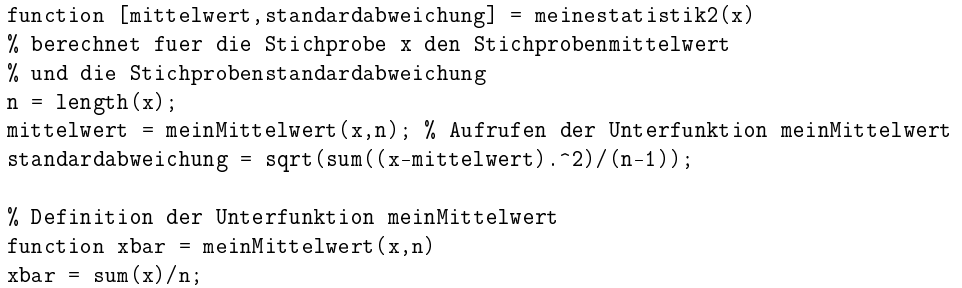 function [mittelwert,standardabweichung] = meinestatistik2(x)
% berechnet fuer die Stichprobe x den Stichprobenmittelwert
% und die Stichprobenstandardabweichung
n = length(x);
mittelwert = meinMittelwert(x,n); % Aufrufen der Unterfunktion meinMittelwert
standardabweichung = sqrt(sum((x-mittelwert).^2)/(n-1));
% Definition der Unterfunktion meinMittelwert
function xbar = meinMittelwert(x,n)
xbar = sum(x)/n;